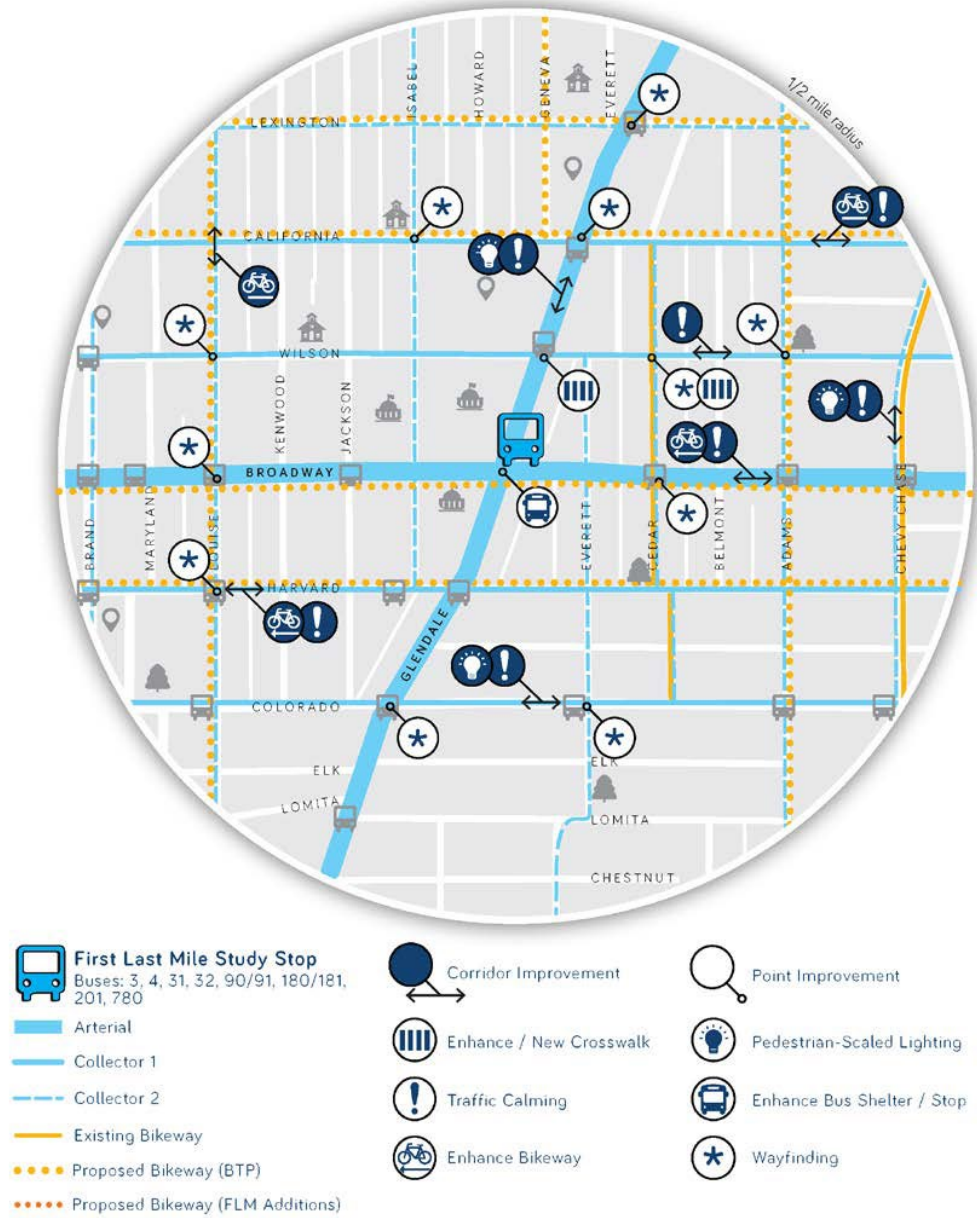 1/2 mile radius
ISABEL
HOWARD
GENEVA
EVERETT
LEXINGTON
CALIFORNIA
WILSON
KENWOOD
JACKSON
BROADWAY
BRAND
MARYLAND
LOUISE
EVERETT
CEDAR
BELMONT
ADAMS
CHEVY CHASE
HARVARD
GLENDALE
COLORADO
ELK
ELK
LOMITA
LOMITA
CHESTNUT
First Last Mile Study Stop
Buses: 3, 4, 31, 32, 90/91, 180/181,
201, 780
Arterial
Collector 1
Collector 2
Existing Bikeway
Proposed Bikeway (BTP)
Proposed Bikeway (FLM Additions)
Corridor Improvement
Enhance / New Crosswalk
Traffic Calming
Enhance Bikeway
Point Improvement
Pedestrian-Scaled Lighting
Enhance Bus Shelter / Stop
Wayfinding